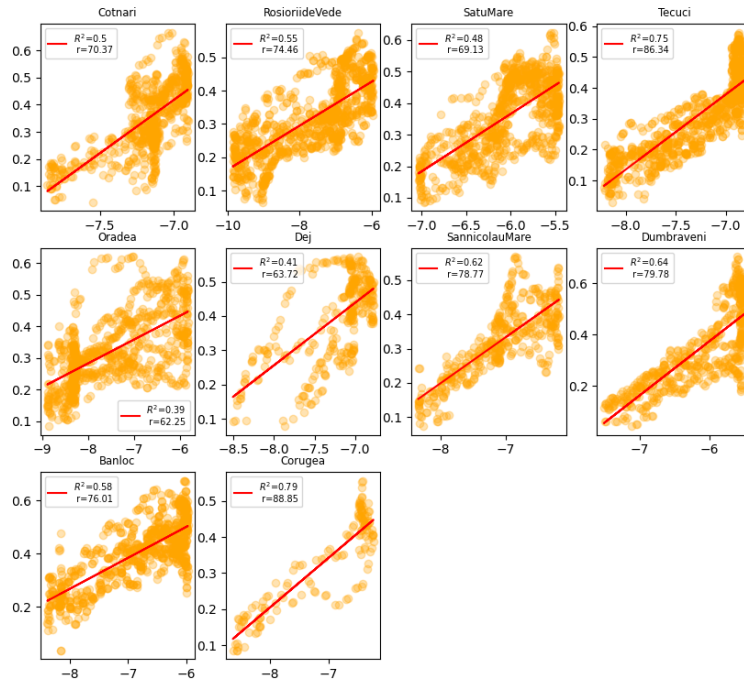 Cotnari
RosioriideVede
SatuMare
Tecuci
R²=0.5
r=70.37
R²=0.55
r=74.46
R²=0.48
r=69.13
R²=0.75
r=86.34
0.6
0.5
0.4
0.3
0.2
0.1
0.5
0.4
0.3
0.2
0.1
0.6
0.5
0.4
0.3
0.2
0.1
0.5
0.4
0.3
0.2
0.1
-7.5
-7.0
-10
-8
-6
-7.0
-6.5
-6.0
-5.5
-8.0
-7.5
-7.0
Oradea
Dej
SannicolauMare
Dumbraveni
R²=0.39
r=62.25
R²=0.41
r=63.72
R²=0.62
r=78.77
R²=0.64
r=79.78
0.6
0.5
0.4
0.3
0.2
0.1
0.5
0.4
0.3
0.2
0.1
0.5
0.4
0.3
0.2
0.1
0.6
0.4
0.2
-9
-8
-7
-6
-8.5
-8.0
-7.5
-7.0
-8
-7
-7
-6
Banloc
Corugea
R²=0.58
r=76.01
R²=0.79
r=88.85
0.6
0.4
0.2
0.5
0.4
0.3
0.2
0.1
-8
-7
-6
-8
-7